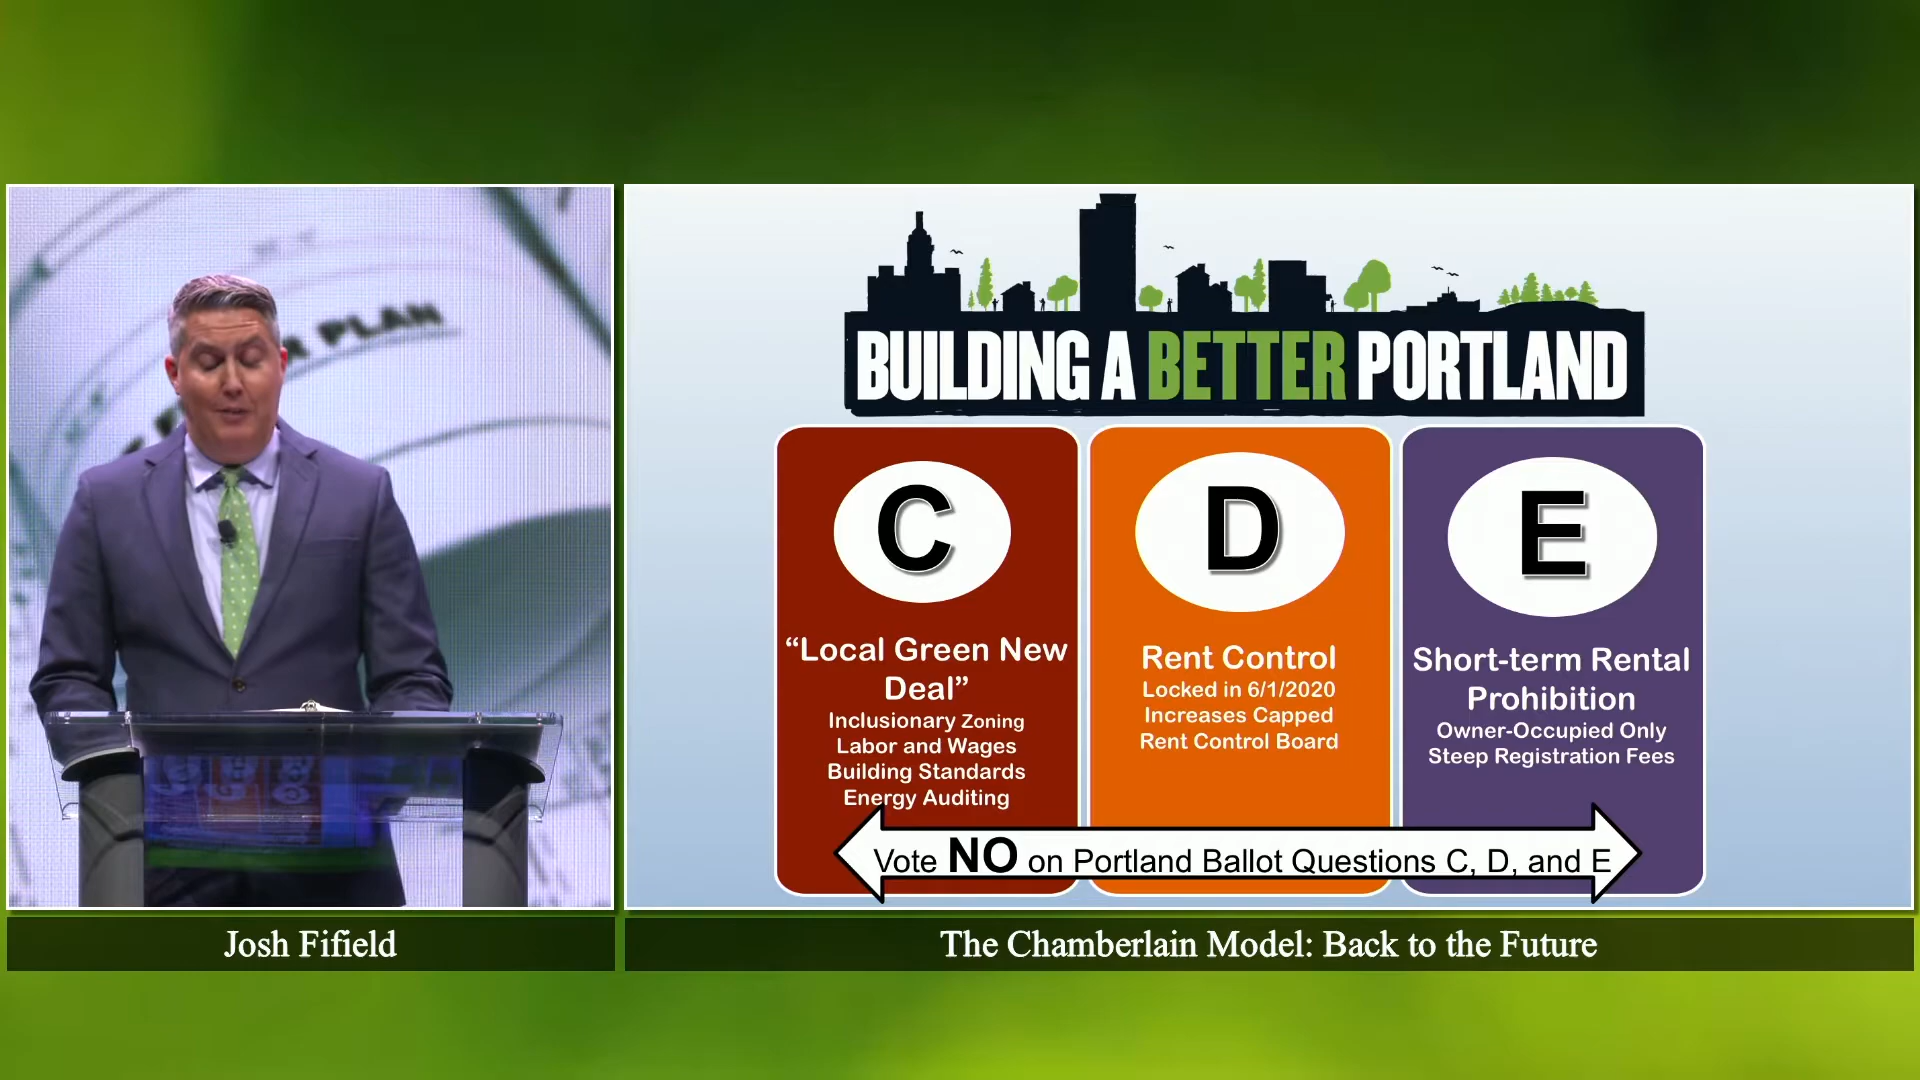 PLAN
BUILDING A BETTER PORTLAND
C
“Local Green New
Deal”
Inclusionary Zoning
Labor and Wages
Building Standards
Energy Auditing
D
Rent Control
Locked in 6/1/2020
Increases Capped
Rent Control Board
E
Short-term Rental
Prohibition
Owner-Occupied Only
Steep Registration Fees
Vote NO on Portland Ballot Questions C, D, and E
Josh Fifield
The Chamberlain Model: Back to the Future